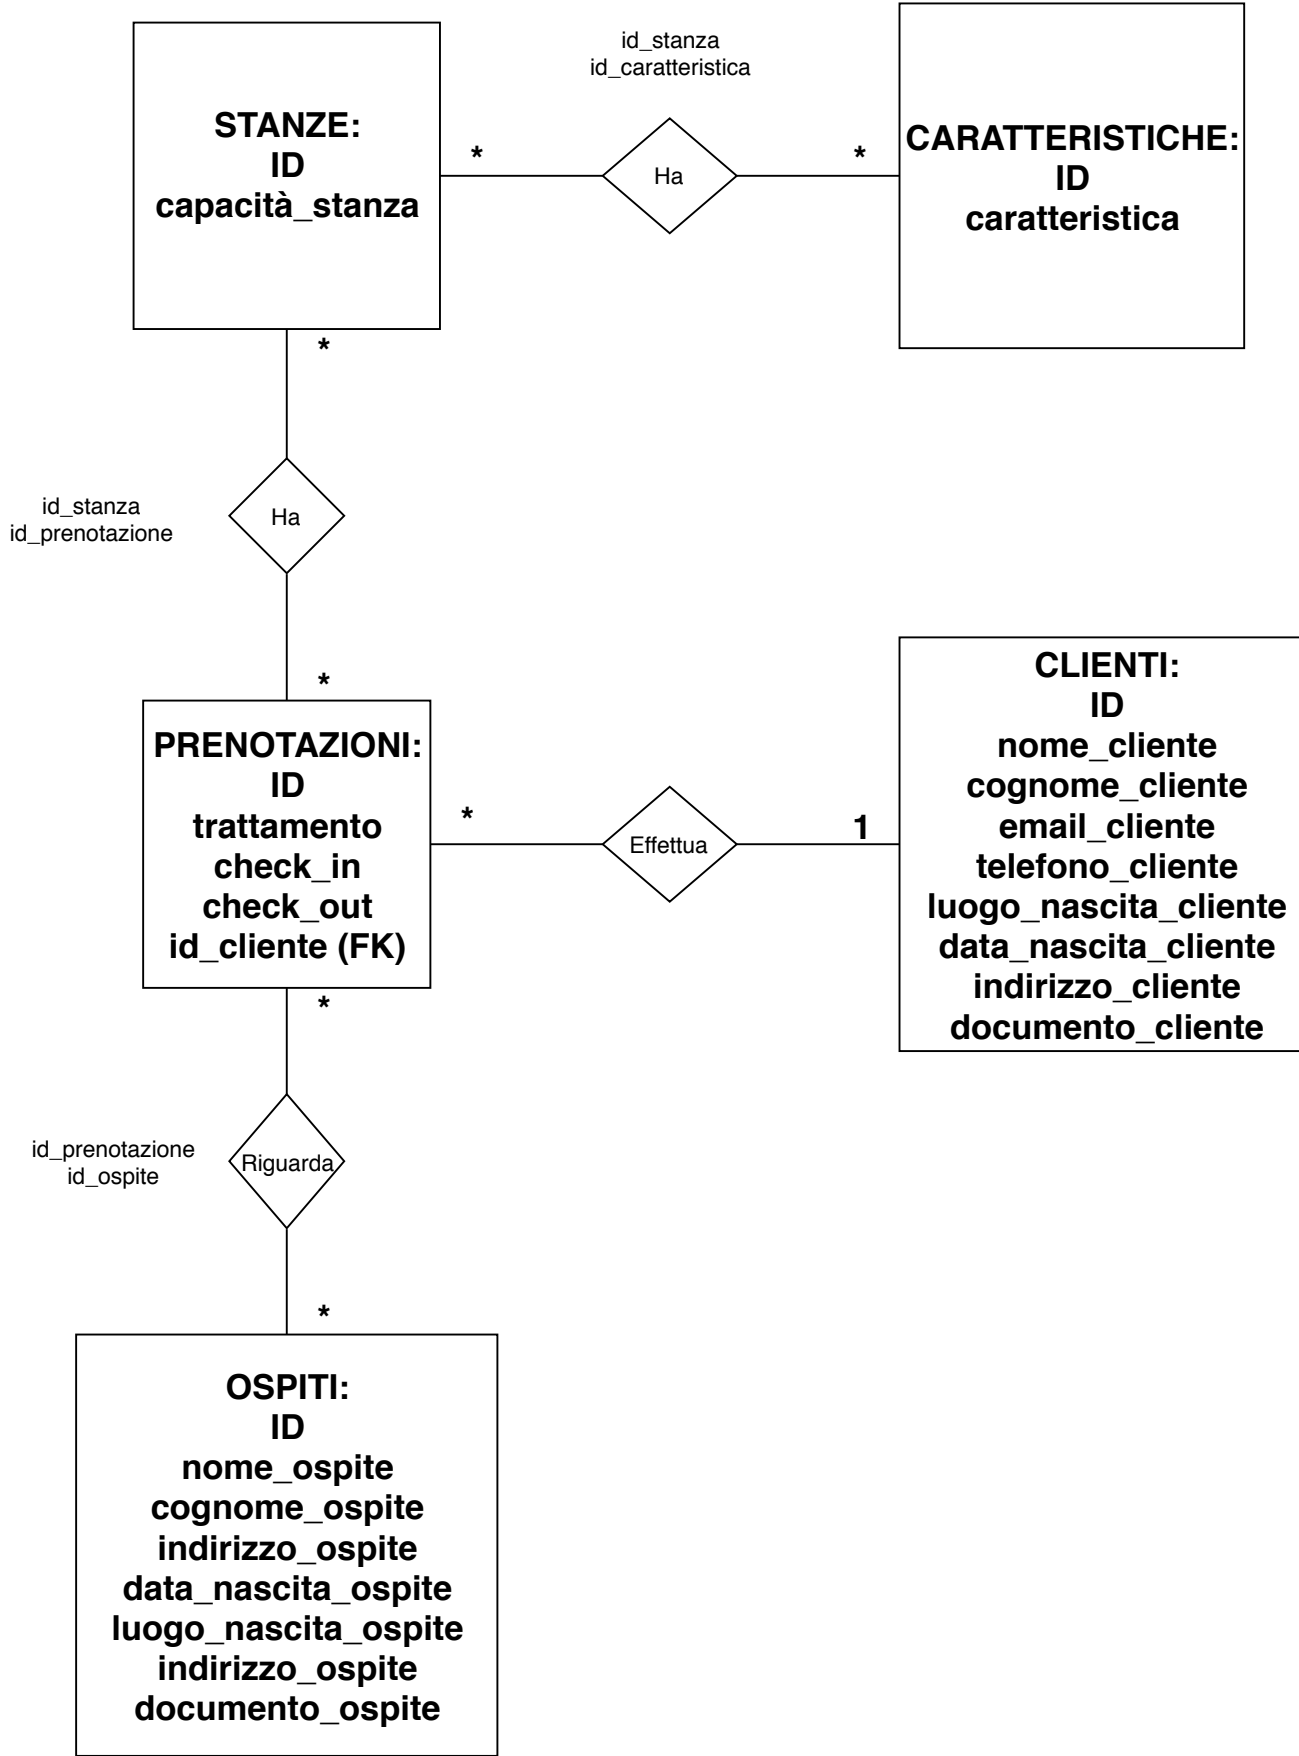 id_stanza
id_caratteristica
STANZE:
ID
capacità_stanza
*
Ha
*
CARATTERISTICHE:
ID
caratteristica
*
id_stanza
id_prenotazione
Ha
*
PRENOTAZIONI:
ID
trattamento
check_in
check_out
id_cliente (FK)
*
Effettua
1
CLIENTI:
ID
nome_cliente
cognome_cliente
email_cliente
telefono_cliente
luogo_nascita_cliente
data_nascita_cliente
indirizzo_cliente
documento_cliente
*
id_prenotazione
id_ospite
Riguarda
*
OSPITI:
ID
nome_ospite
cognome_ospite
indirizzo_ospite
data_nascita_ospite
luogo_nascita_ospite
indirizzo_ospite
documento_ospite